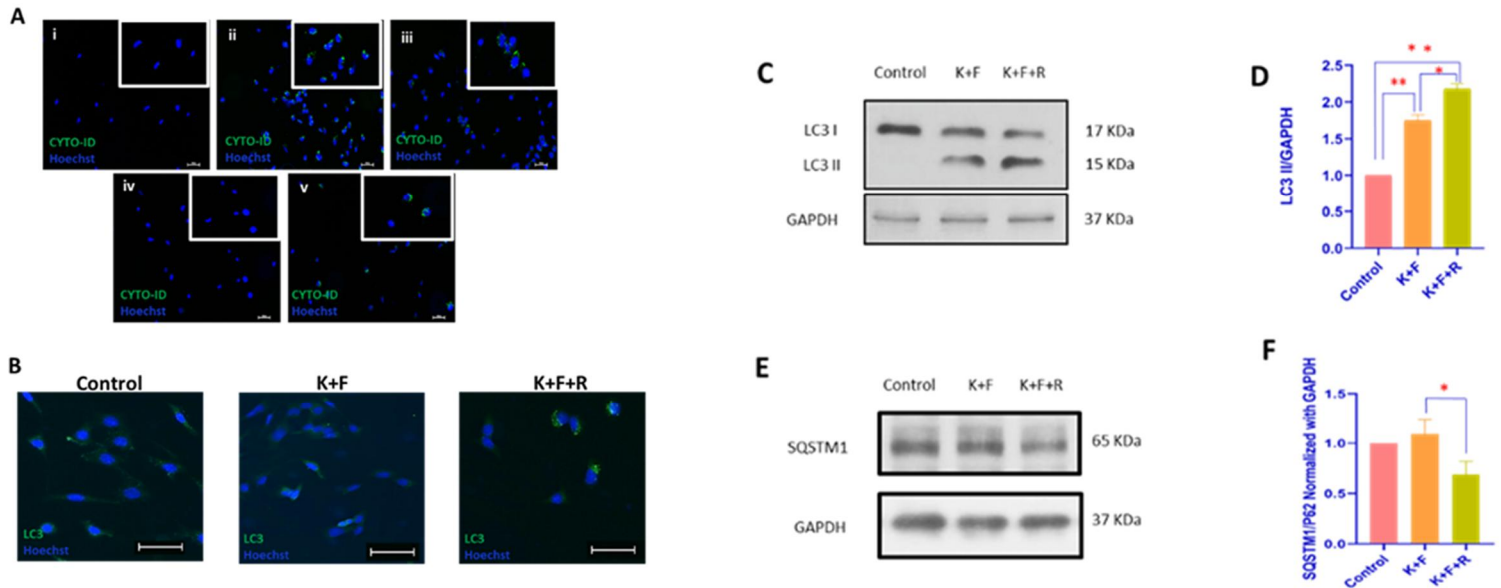 A
i
ii
iii
CYTO-ID
Hoechst
CYTO-ID
Hoechst
CYTO-ID
Hoechst
iv
v
CYTO-ID
Hoechst
CYTO-ID
Hoechst
B
Control
K+F
K+F+R
LC3
Hoechst
LC3
Hoechst
LC3
Hoechst
C
Control K+F K+F+R
LC3 I 17 KDa
LC3 II 15 KDa
GAPDH 37 KDa
D
LC3 II/GAPDH
2.5
2.0
1.5
1.0
0.5
0.0
* *
**
*
Control
K+F
K+F+R
E
Control K+F K+F+R
SQSTM1 65 KDa
GAPDH 37 KDa
F
SQSTM1/P62 Normalized with GAPDH
1.5
1.0
0.5
0.0
*
Control
K+F
K+F+R